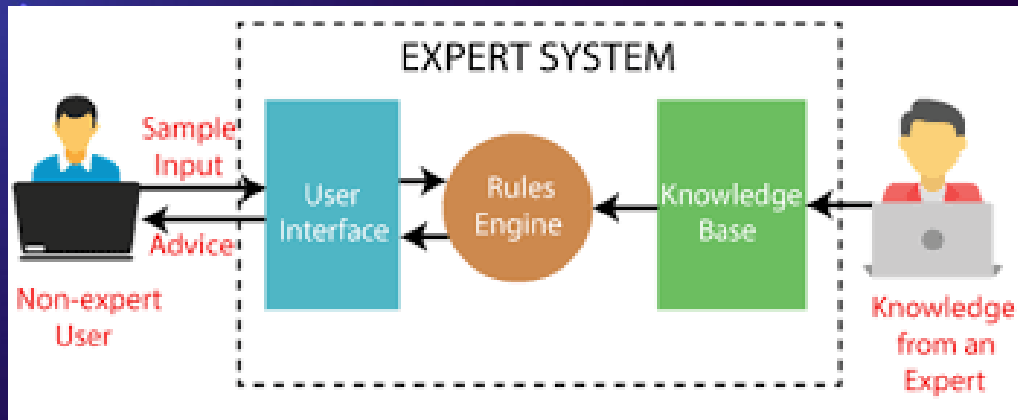 EXPERT SYSTEM
Sample
Input
Advice
Non-expert
User
User
Interface
Rules
Engine
Knowledge
Base
Knowledge
from an
Expert